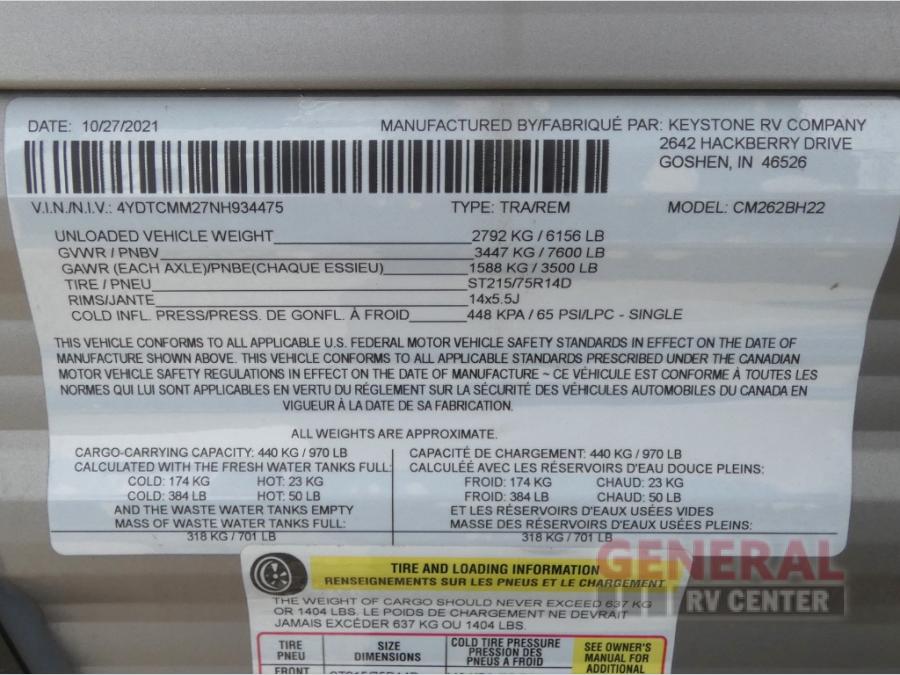 DATE: 10/27/2021 MANUFACTURED BY/FABRIQUÉ PAR: KEYSTONE RV COMPANY
2642 HACKBERRY DRIVE
GOSHEN, IN 46526
V.I.N./N.I.V.: 4YDTCMM27NH934475 TYPE: TRA/REM MODEL: CM262BH22
UNLOADED VEHICLE WEIGHT 2792 KG / 6156 LB
GVWR / PNBV 3447 KG / 7600 LB
GAWR (EACH AXLE)/PNBE(CHAQUE ESSIEU) 1588 KG / 3500 LB
TIRE / PNEU ST215/75R14D
RIMS/JANTE 14x5.5J
COLD INFL. PRESS/PRESS. DE GONFL. À FROID 448 KPA / 65 PSI/LPC - SINGLE
THIS VEHICLE CONFORMS TO ALL APPLICABLE U.S. FEDERAL MOTOR VEHICLE SAFETY STANDARDS IN EFFECT ON THE DATE OF
MANUFACTURE SHOWN ABOVE. THIS VEHICLE CONFORMS TO ALL APPLICABLE STANDARDS PRESCRIBED UNDER THE CANADIAN
MOTOR VEHICLE SAFETY REGULATIONS IN EFFECT ON THE DATE OF MANUFACTURE ~ CE VÉHICULE EST CONFORME À TOUTES LES
NORMES QUI LUI SONT APPLICABLES EN VERTU DU RÉGLEMENT SUR LA SÉCURITÉ DES VÉHICULES AUTOMOBILES DU CANADA EN
VIGUEUR À LA DATE DE SA FABRICATION.
ALL WEIGHTS ARE APPROXIMATE.
CARGO-CARRYING CAPACITY: 440 KG / 970 LB
CALCULATED WITH THE FRESH WATER TANKS FULL:
COLD: 174 KG HOT: 23 KG
COLD: 384 LB HOT: 50 LB
AND THE WASTE WATER TANKS EMPTY
MASS OF WASTE WATER TANKS FULL:
318 KG / 701 LB
CAPACITÉ DE CHARGEMENT: 440 KG / 970 LB
CALCULÉE AVEC LES RÉSERVOIRS D'EAU DOUCE PLEINS:
FROID: 174 KG CHAUD: 23 KG
FROID: 384 LB CHAUD: 50 LB
ET LES RÉSERVOIRS D'EAUX USÉES VIDES
MASSE DES RÉSERVOIRS D'EAUX USÉES PLEINS:
318 KG / 701 LB
GENERAL
RV CENTER
TIRE AND LOADING INFORMATION
RENSEIGNEMENTS SUR LES PNEUS ET LE CHARGEMENT
THE WEIGHT OF CARGO SHOULD NEVER EXCEED 637 KG
OR 1404 LBS. LE POIDS DE CHARGEMENT NE DEVRAIT
JAMAIS EXCÉDER 637 KG OU 1404 LBS.
TIRE
PNEU
SIZE
DIMENSIONS
COLD TIRE PRESSURE
PRESSION DES
PNEUS A FROID
SEE OWNER'S
MANUAL FOR
ADDITIONAL
FRONT ST215/75R14D